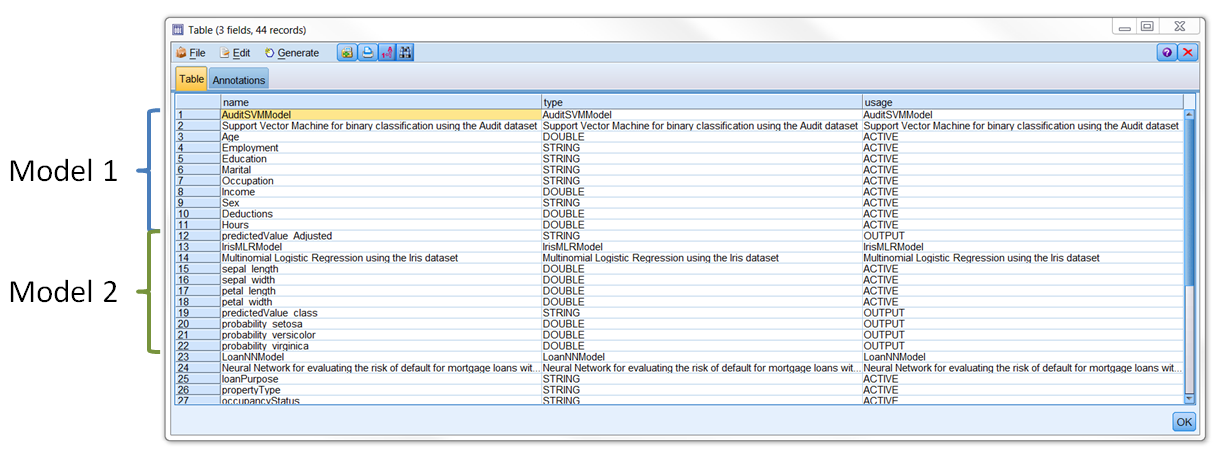 Table (3 fields, 44 records)
File Edit Generate
Table Annotations
name type usage
1 AuditSVMModel AuditSVMModel AuditSVMModel
2 Support Vector Machine for binary classification using the Audit dataset Support Vector Machine for binary classification using the Audit dataset Support Vector Machine for binary classification using the Audit dataset
3 Age DOUBLE ACTIVE
4 Employment STRING ACTIVE
5 Education STRING ACTIVE
Model 1
6 Marital STRING ACTIVE
7 Occupation STRING ACTIVE
8 Income DOUBLE ACTIVE
9 Sex STRING ACTIVE
10 Deductions DOUBLE ACTIVE
11 Hours DOUBLE ACTIVE
12 predictedValue_Adjusted STRING OUTPUT
13 IrisMLRModel IrisMLRModel IrisMLRModel
14 Multinomial Logistic Regression using the Iris dataset Multinomial Logistic Regression using the Iris dataset Multinomial Logistic Regression using the Iris dataset
15 sepal_length DOUBLE ACTIVE
16 sepal_width DOUBLE ACTIVE
Model 2
17 petal_length DOUBLE ACTIVE
18 petal_width DOUBLE ACTIVE
19 predictedValue_class STRING OUTPUT
20 probability_setosa DOUBLE OUTPUT
21 probability_versicolor DOUBLE OUTPUT
22 probability_virginica DOUBLE OUTPUT
23 LoanNNModel LoanNNModel LoanNNModel
24 Neural Network for evaluating the risk of default for mortgage loans wit... Neural Network for evaluating the risk of default for mortgage loans wit... Neural Network for evaluating the risk of default for mortgage loans wit...
25 loanPurpose STRING ACTIVE
26 propertyType STRING ACTIVE
27 occupancyStatus STRING ACTIVE
OK